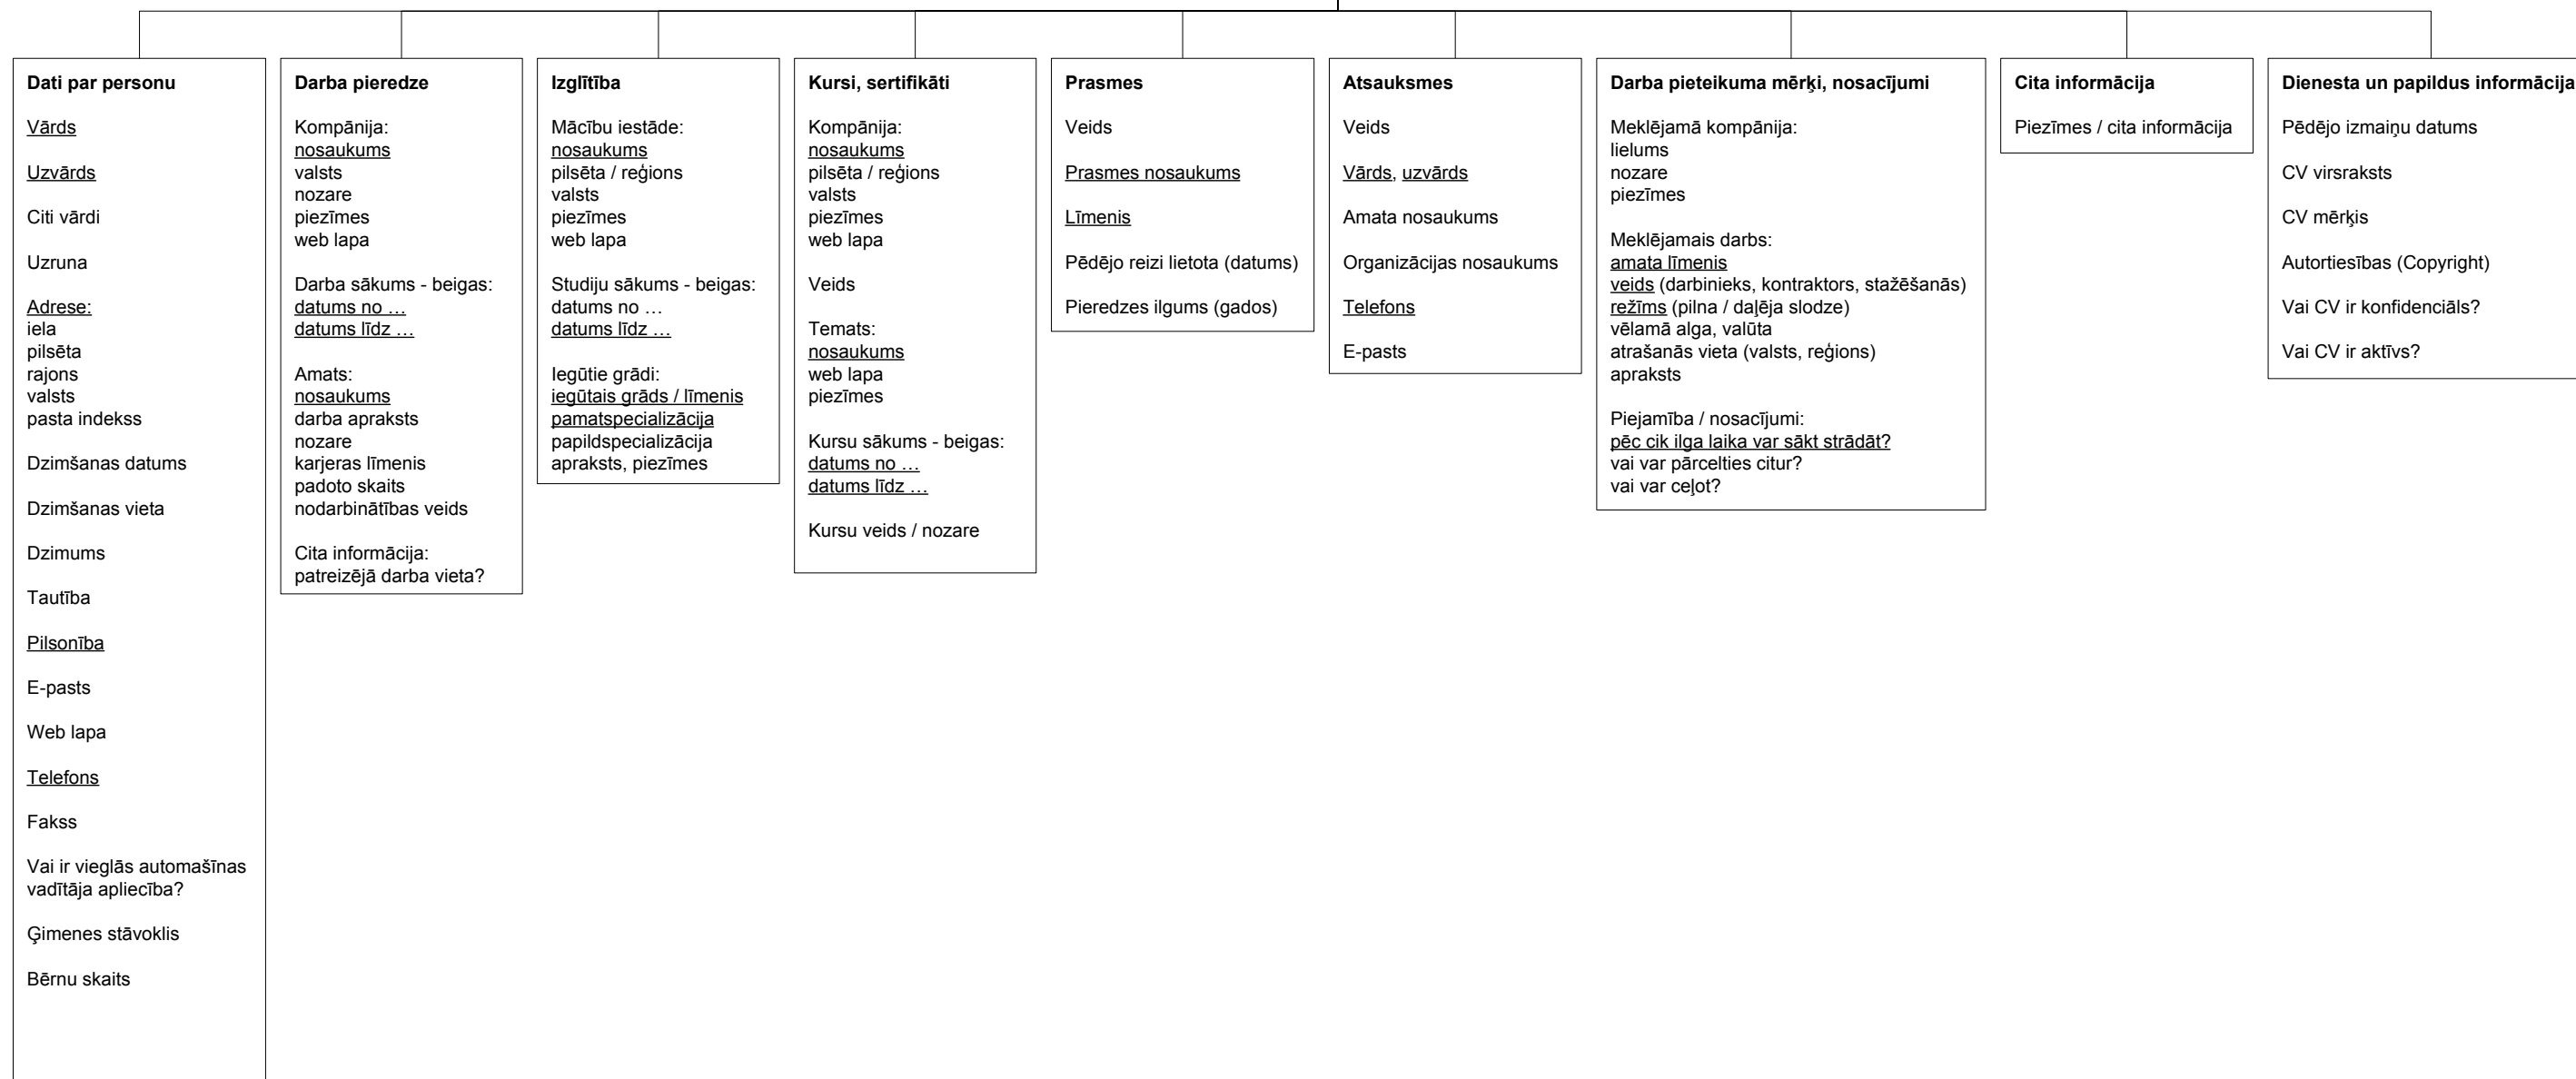 Dati par personu
Vārds
Uzvārds
Citi vārdi
Uzruna
Adrese:
iela
pilsēta
rajons
valsts
pasta indekss
Dzimšanas datums
Dzimšanas vieta
Dzimums
Tautība
Pilsonība
E-pasts
Web lapa
Telefons
Fakss
Vai ir vieglās automašīnas
vadītāja apliecība?
Ģimenes stāvoklis
Bērnu skaits
Darba pieredze
Kompānija:
nosaukums
valsts
nozare
piezīmes
web lapa
Darba sākums - beigas:
datums no …
datums līdz …
Amats:
nosaukums
darba apraksts
nozare
karjeras līmenis
padoto skaits
nodarbinātības veids
Cita informācija:
patreizējā darba vieta?
Izglītība
Mācību iestāde:
nosaukums
pilsēta / reģions
valsts
piezīmes
web lapa
Studiju sākums - beigas:
datums no …
datums līdz …
Iegūtie grādi:
iegūtais grāds / līmenis
pamatspecializācija
papildspecializācija
apraksts, piezīmes
Kursi, sertifikāti
Kompānija:
nosaukums
pilsēta / reģions
valsts
piezīmes
web lapa
Veids
Temats:
nosaukums
web lapa
piezīmes
Kursu sākums - beigas:
datums no …
datums līdz …
Kursu veids / nozare
Prasmes
Veids
Prasmes nosaukums
Līmenis
Pēdējo reizi lietota (datums)
Pieredzes ilgums (gados)
Atsauksmes
Veids
Vārds, uzvārds
Amata nosaukums
Organizācijas nosaukums
Telefons
E-pasts
Darba pieteikuma mērķi, nosacījumi
Meklējamā kompānija:
lielums
nozare
piezīmes
Meklējamais darbs:
amata līmenis
veids (darbinieks, kontraktors, stažēšanās)
režīms (pilna / daļēja slodze)
vēlamā alga, valūta
atrašanās vieta (valsts, reģions)
apraksts
Piejamība / nosacījumi:
pēc cik ilga laika var sākt strādāt?
vai var pārcelties citur?
vai var ceļot?
Cita informācija
Piezīmes / cita informācija
Dienesta un papildus informācija
Pēdējo izmaiņu datums
CV virsraksts
CV mērķis
Autortiesības (Copyright)
Vai CV ir konfidenciāls?
Vai CV ir aktīvs?